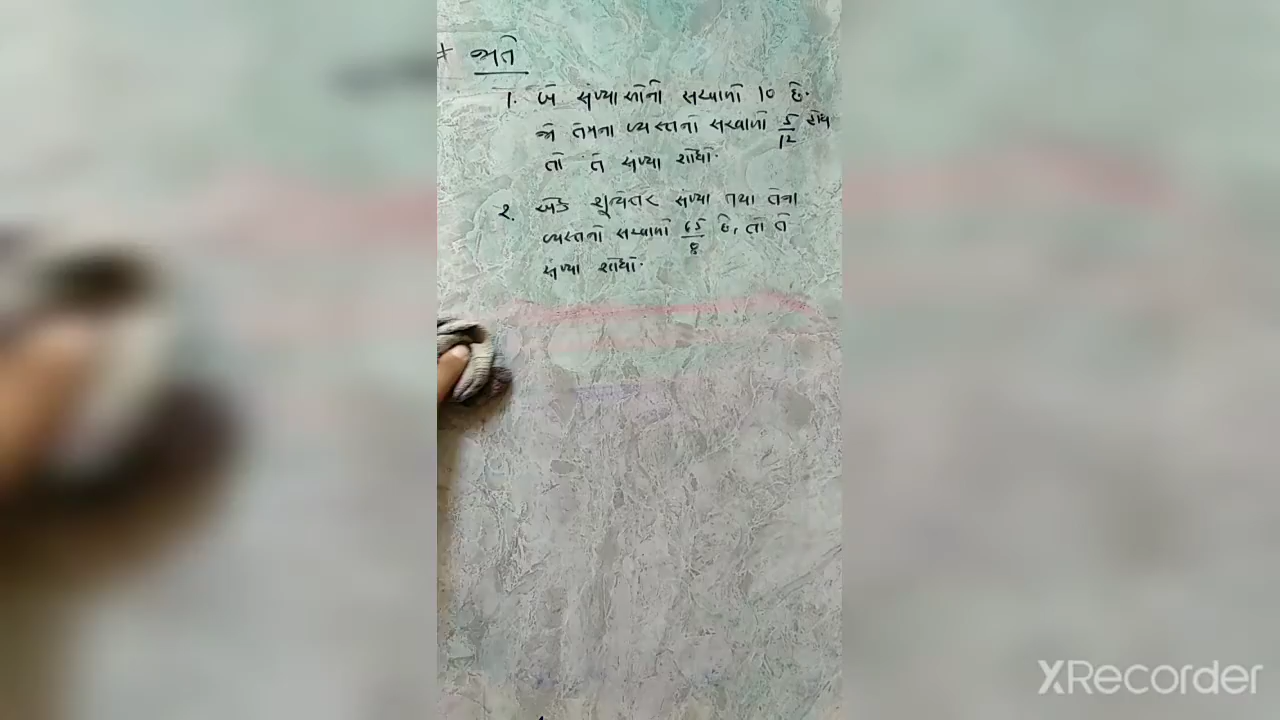 # જાતે
1. બે સંખ્યાઓનો સરવાળો 10 છે.
જો તેમના વ્યસ્તનો સરવાળો 5/12 હોય
તો તે સંખ્યા શોધો.
2. એક શૂન્યેતર સંખ્યા તથા તેના
વ્યસ્તનો સરવાળો 65/8 છે, તો તે
સંખ્યા શોધો.
XRecorder